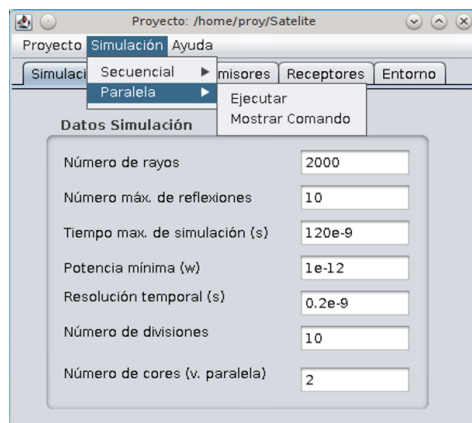 Proyecto: /home/proy/Satelite
Proyecto Simulación Ayuda
Secuencial
Receptores Entorno
Paralela
Ejecutar
Mostrar Comando
Datos Simulación
Número de rayos 2000
Número máx. de reflexiones 10
Tiempo max. de simulación (s) 120e-9
Potencia mínima (w) 1e-12
Resolución temporal (s) 0.2e-9
Número de divisiones 10
Número de cores (v. paralela) 2